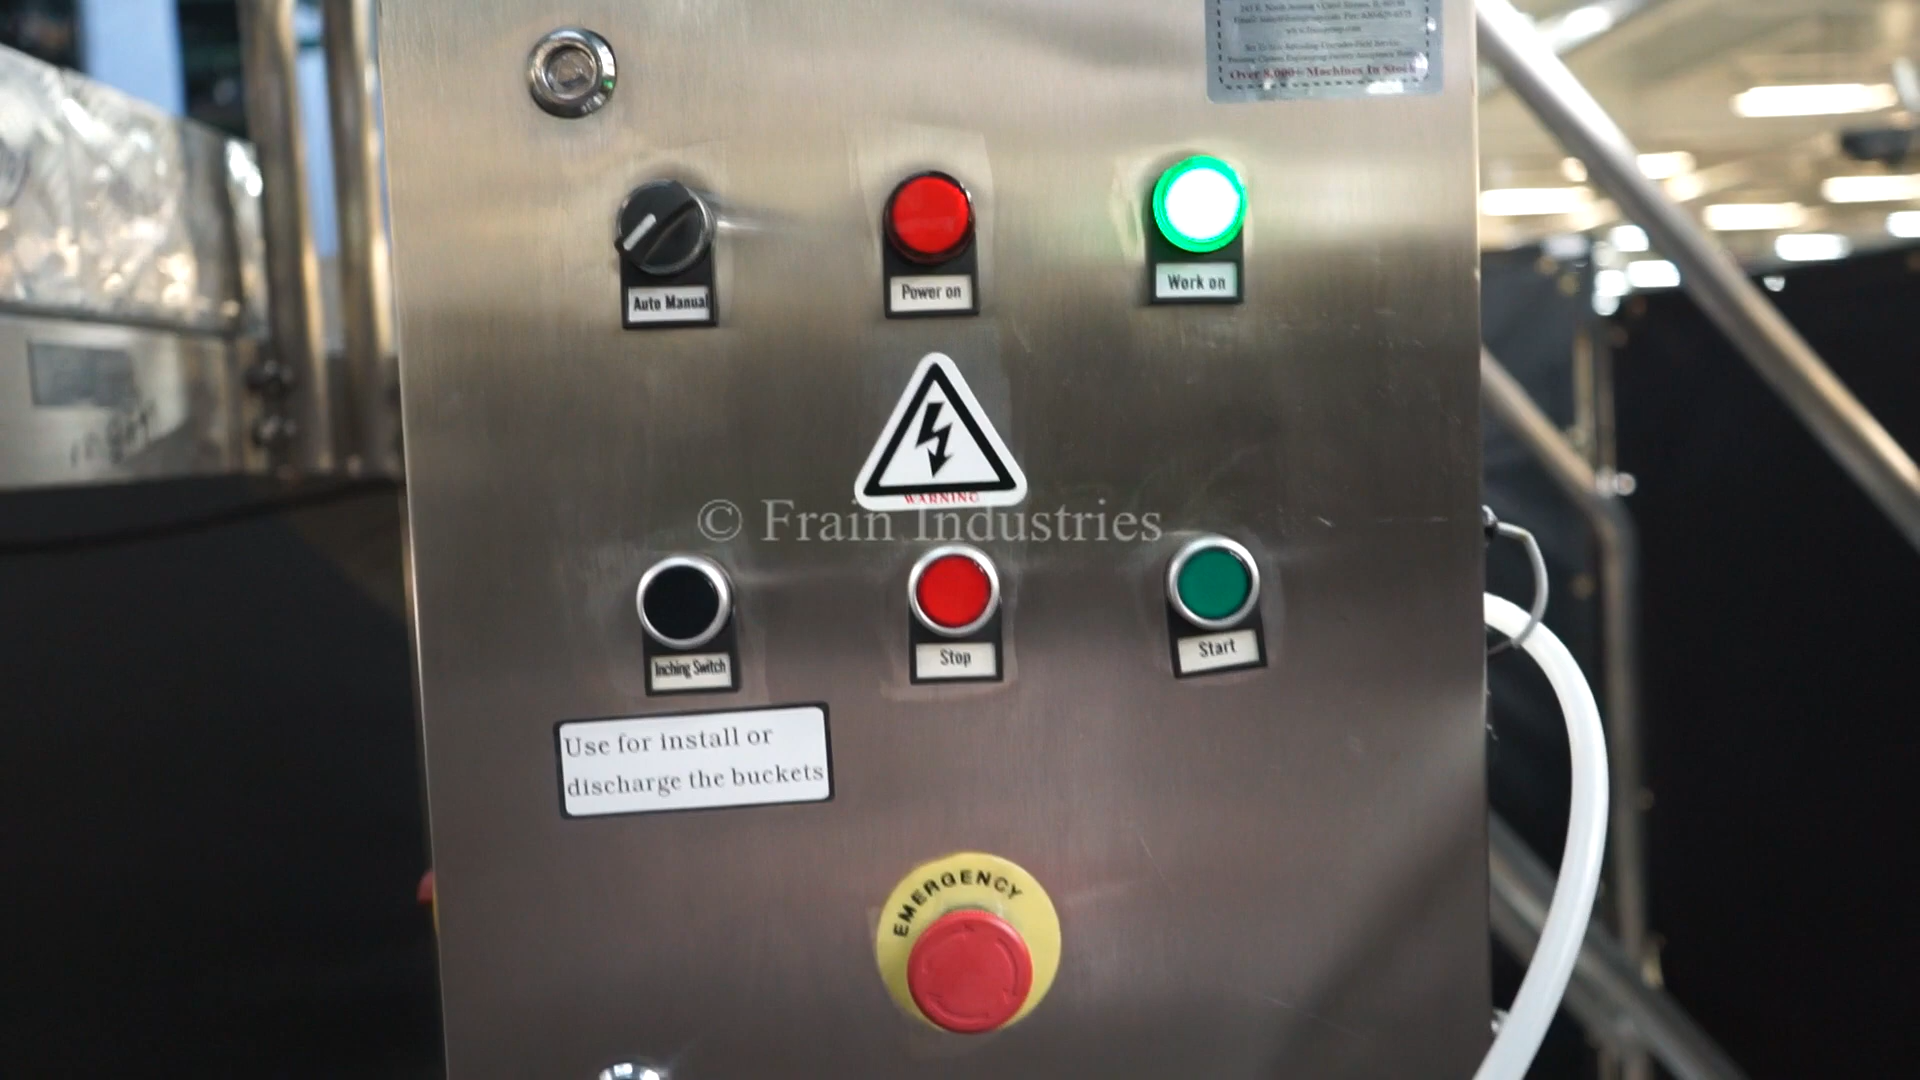 Over 8,000+ Machines In Stock
Auto Manual
Power on
Work on
WARNING
© Frain Industries
Inching Switch
Stop
Start
Use for install or
discharge the buckets
EMERGENCY